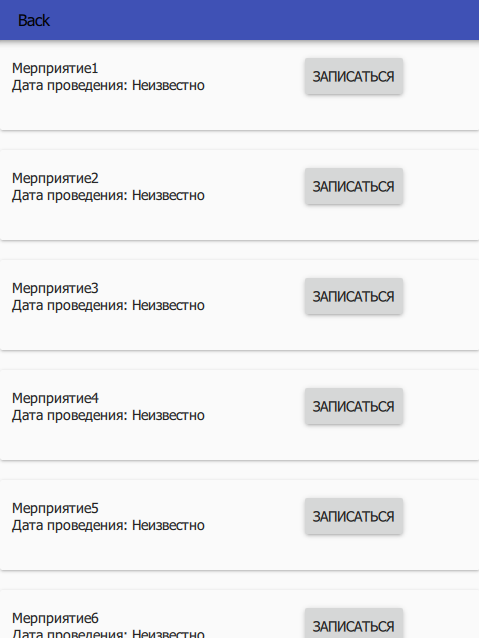 Back
Мерприятие1
ЗАПИСАТЬСЯ
Дата проведения: Неизвестно
Мерприятие2
ЗАПИСАТЬСЯ
Дата проведения: Неизвестно
Мерприятие3
ЗАПИСАТЬСЯ
Дата проведения: Неизвестно
Мерприятие4
ЗАПИСАТЬСЯ
Дата проведения: Неизвестно
Мерприятие5
ЗАПИСАТЬСЯ
Дата проведения: Неизвестно
Мерприятие6
ЗАПИСАТЬСЯ
Дата проведения: Неизвестно